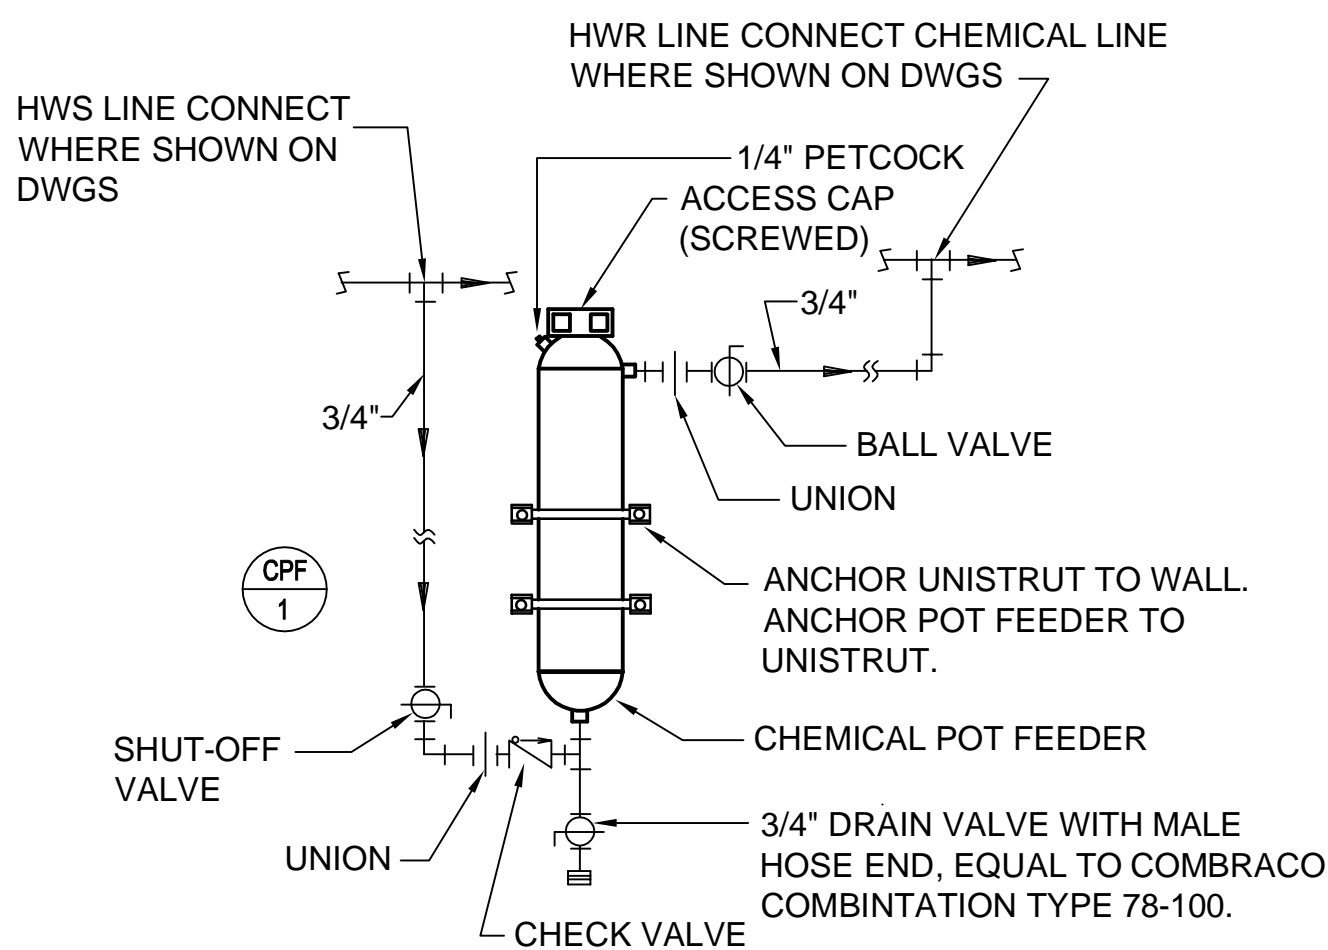 HWR LINE CONNECT CHEMICAL LINE
WHERE SHOWN ON DWGS
HWS LINE CONNECT
WHERE SHOWN ON
DWGS
1/4" PETCOCK
ACCESS CAP
(SCREWED)
3/4"
3/4"
BALL VALVE
UNION
CPF
1
ANCHOR UNISTRUT TO WALL.
ANCHOR POT FEEDER TO
UNISTRUT.
SHUT-OFF
VALVE
CHEMICAL POT FEEDER
UNION
3/4" DRAIN VALVE WITH MALE
HOSE END, EQUAL TO COMBRACO
COMBINTATION TYPE 78-100.
CHECK VALVE